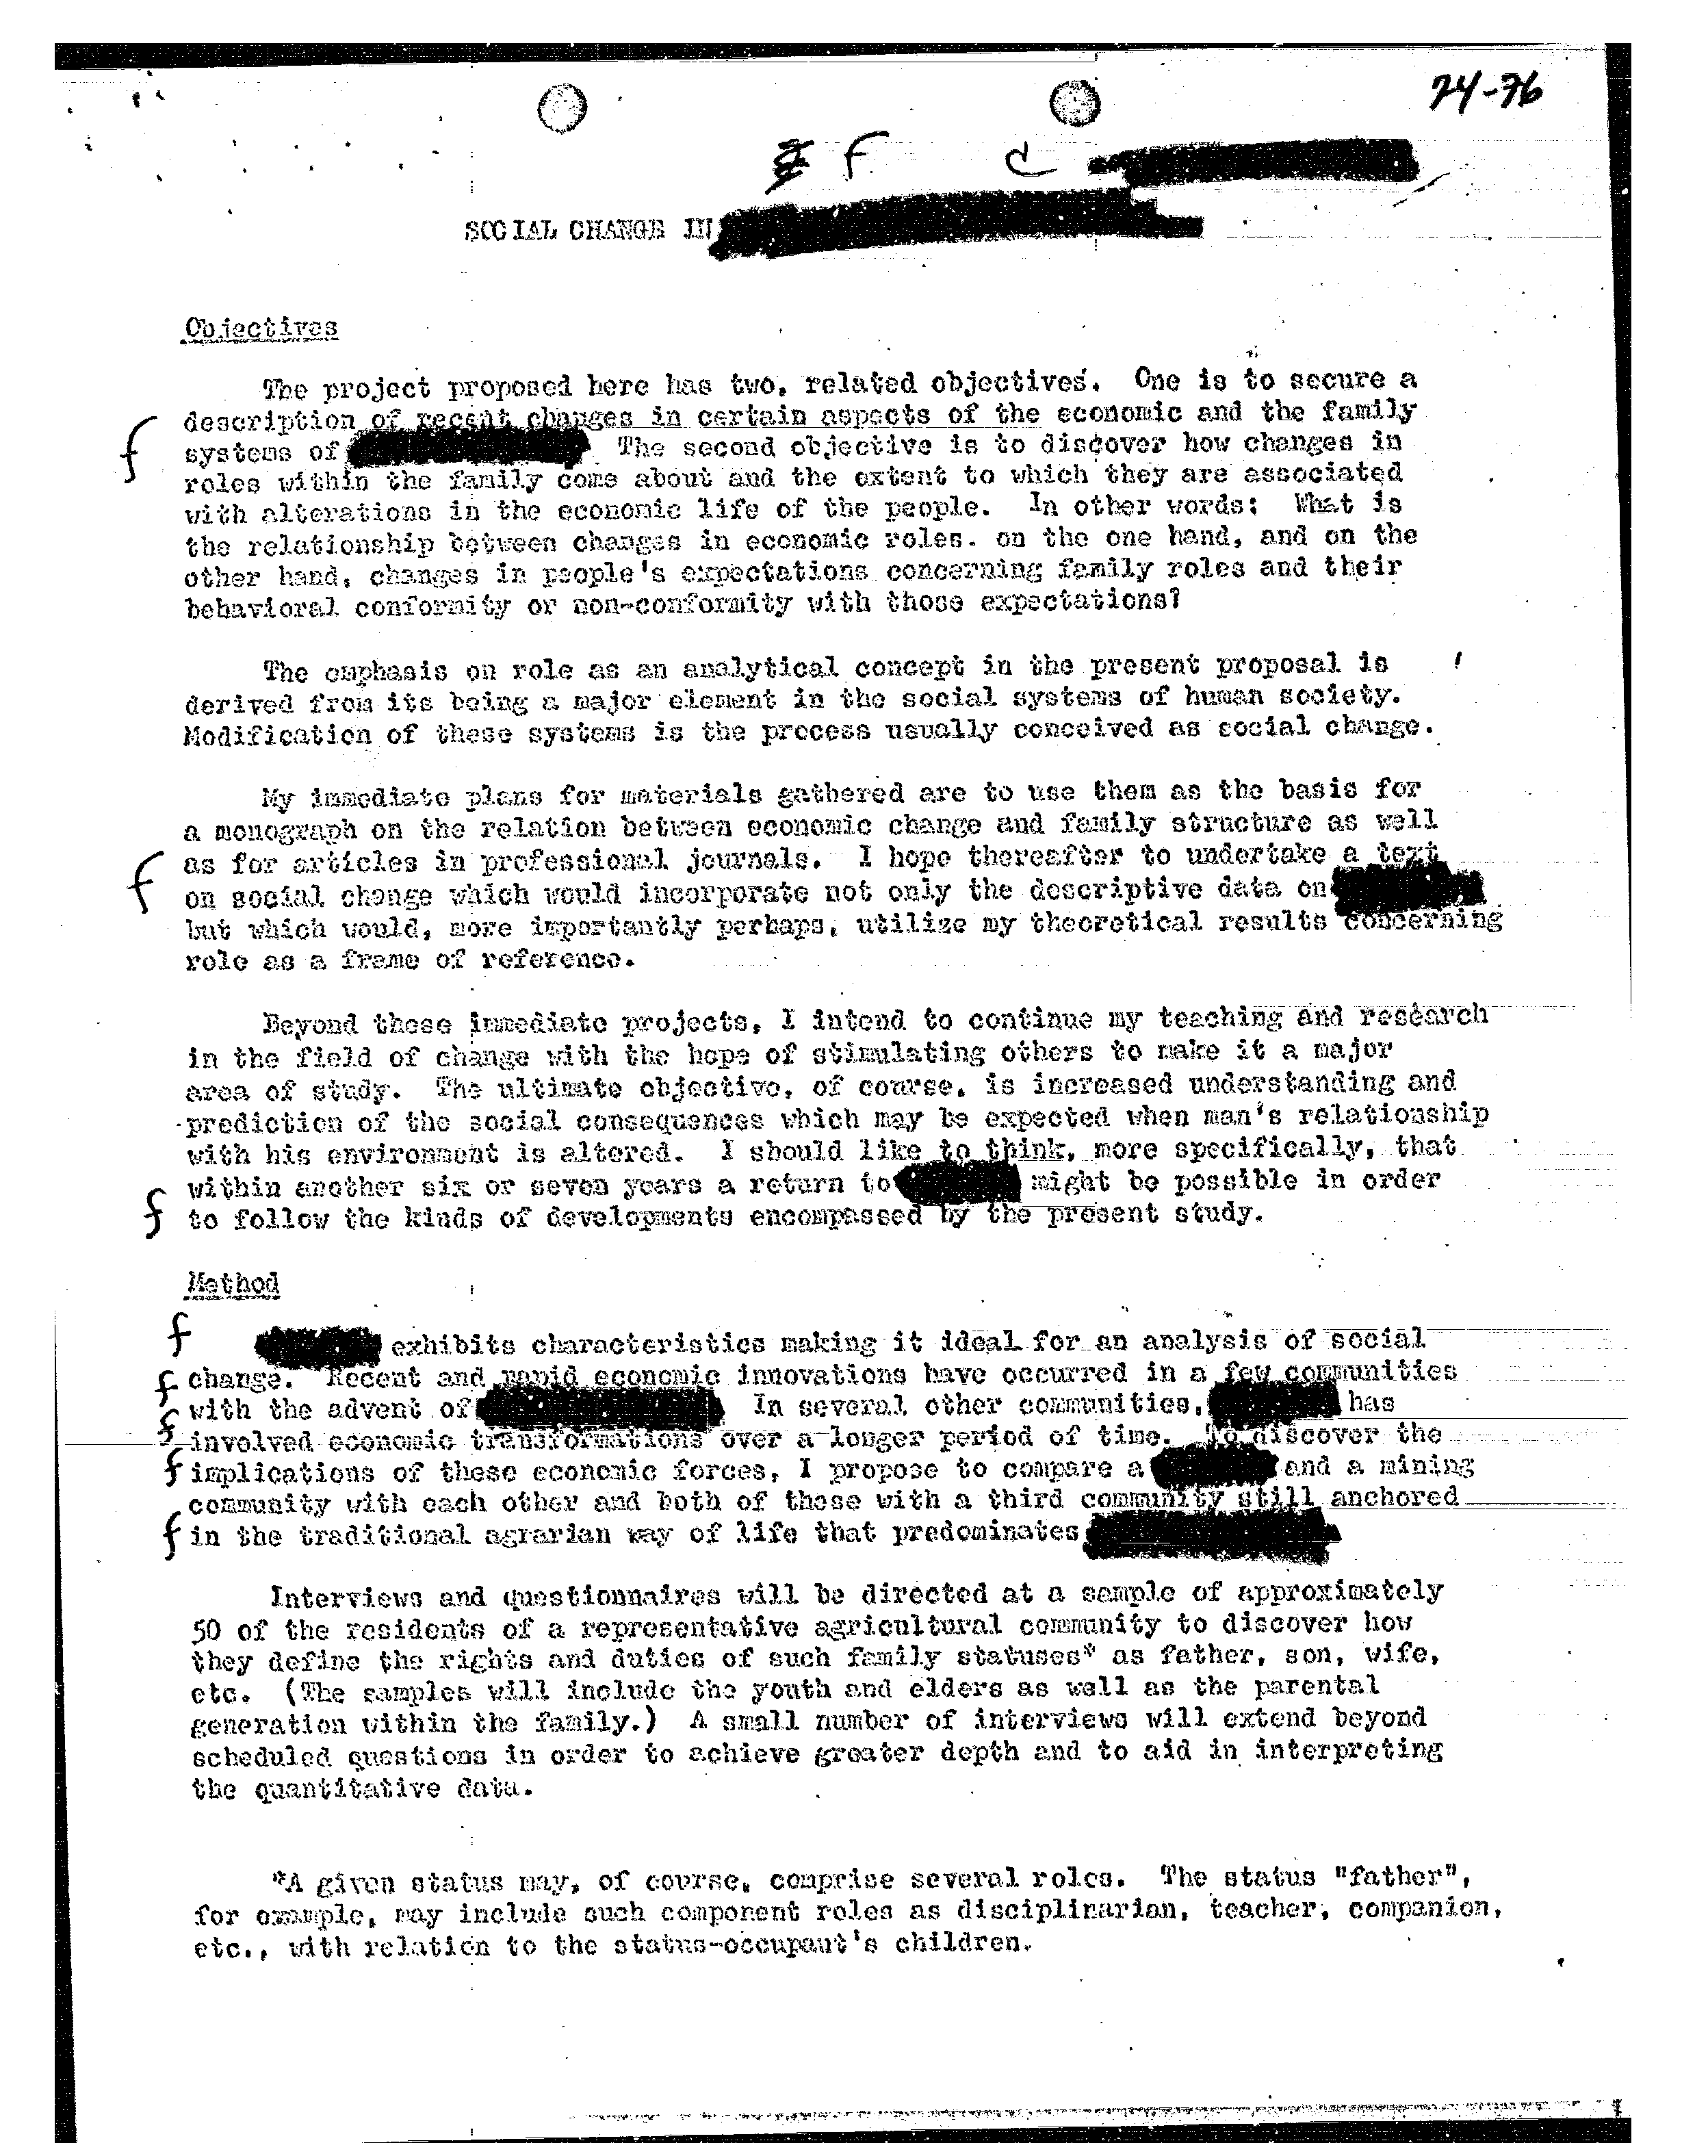 24-76
f c
SOCIAL CHANGE IN
Objectives
The project proposed here has two, related objectives. One is to secure a
description of recent changes in certain aspects of the economic and the family
f systems of The second objective is to discover how changes in
roles within the family come about and the extent to which they are associated
with alterations in the economic life of the people. In other words: What is
the relationship between changes in economic roles. on the one hand, and on the
other hand, changes in people's expectations concerning family roles and their
behavioral conformity or non-conformity with those expectations?
The emphasis on role as an analytical concept in the present proposal is
derived from its being a major element in the social systems of human society.
Modification of these systems is the process usually conceived as social change.
My immediate plans for materials gathered are to use them as the basis for
a monograph on the relation between economic change and family structure as well
as for articles in professional journals. I hope thereafter to undertake a text
f on social change which would incorporate not only the descriptive data on
but which would, more importantly perhaps, utilize my theoretical results concerning
role as a frame of reference.
Beyond these immediate projects, I intend to continue my teaching and research
in the field of change with the hope of stimulating others to make it a major
area of study. The ultimate objective, of course, is increased understanding and
prediction of the social consequences which may be expected when man's relationship
with his environment is altered. I should like to think, more specifically, that
within another six or seven years a return to might be possible in order
f to follow the kinds of developments encompassed by the present study.
Method
f exhibits characteristics making it ideal for an analysis of social
f change. Recent and rapid economic innovations have occurred in a few communities
f with the advent of In several other communities, has
involved economic transformations over a longer period of time. To discover the
f implications of these economic forces, I propose to compare a and a mining
community with each other and both of these with a third community still anchored
f in the traditional agrarian way of life that predominates
Interviews and questionnaires will be directed at a sample of approximately
50 of the residents of a representative agricultural community to discover how
they define the rights and duties of such family statuses* as father, son, wife,
etc. (The samples will include the youth and elders as well as the parental
generation within the family.) A small number of interviews will extend beyond
scheduled questions in order to achieve greater depth and to aid in interpreting
the quantitative data.
*A given status may, of course, comprise several roles. The status "father",
for example, may include such component roles as disciplinarian, teacher, companion,
etc., with relation to the status-occupant's children.